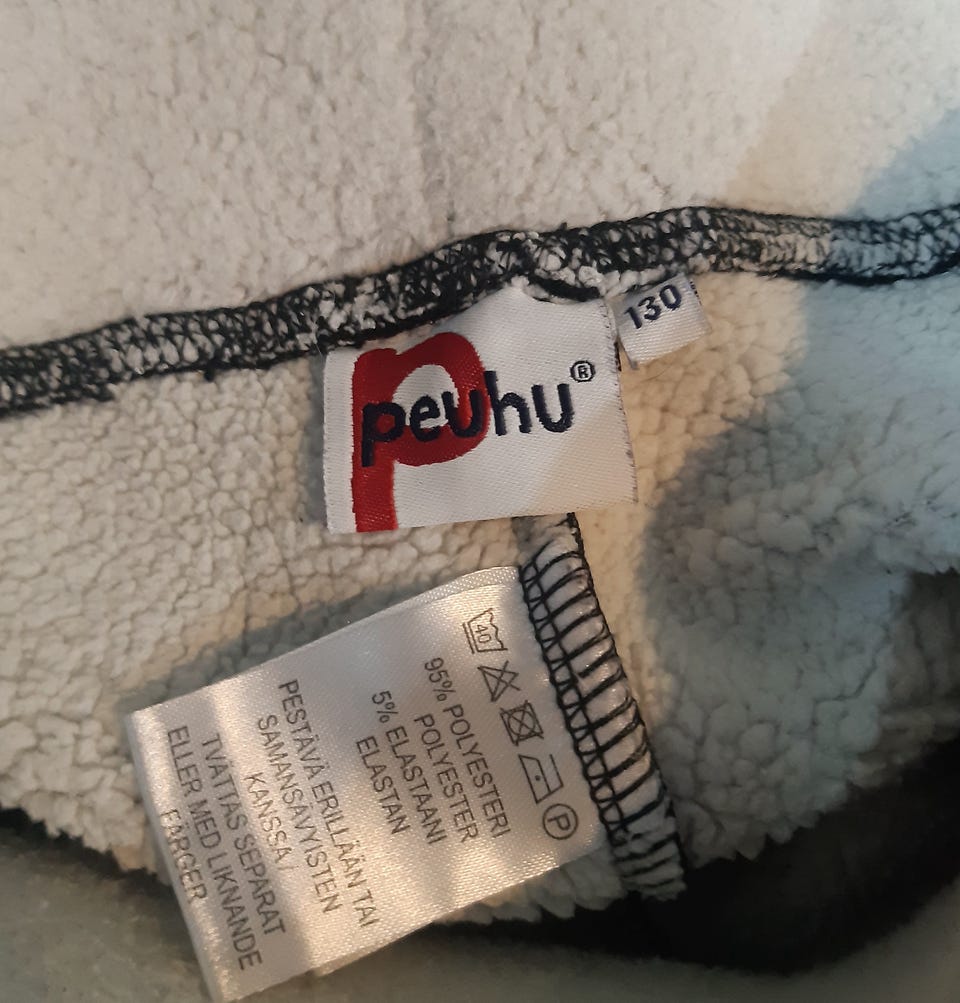 peuhu®
130
40
P
95% POLYESTERI
POLYESTER
5% ELASTAANI
ELASTAN
PESTÄVÄ ERILLÄÄN TAI
SAMANSÄVYISTEN
KANSSA/
TVÄTTAS SEPARAT
ELLER MED LIKNANDE
FÄRGER